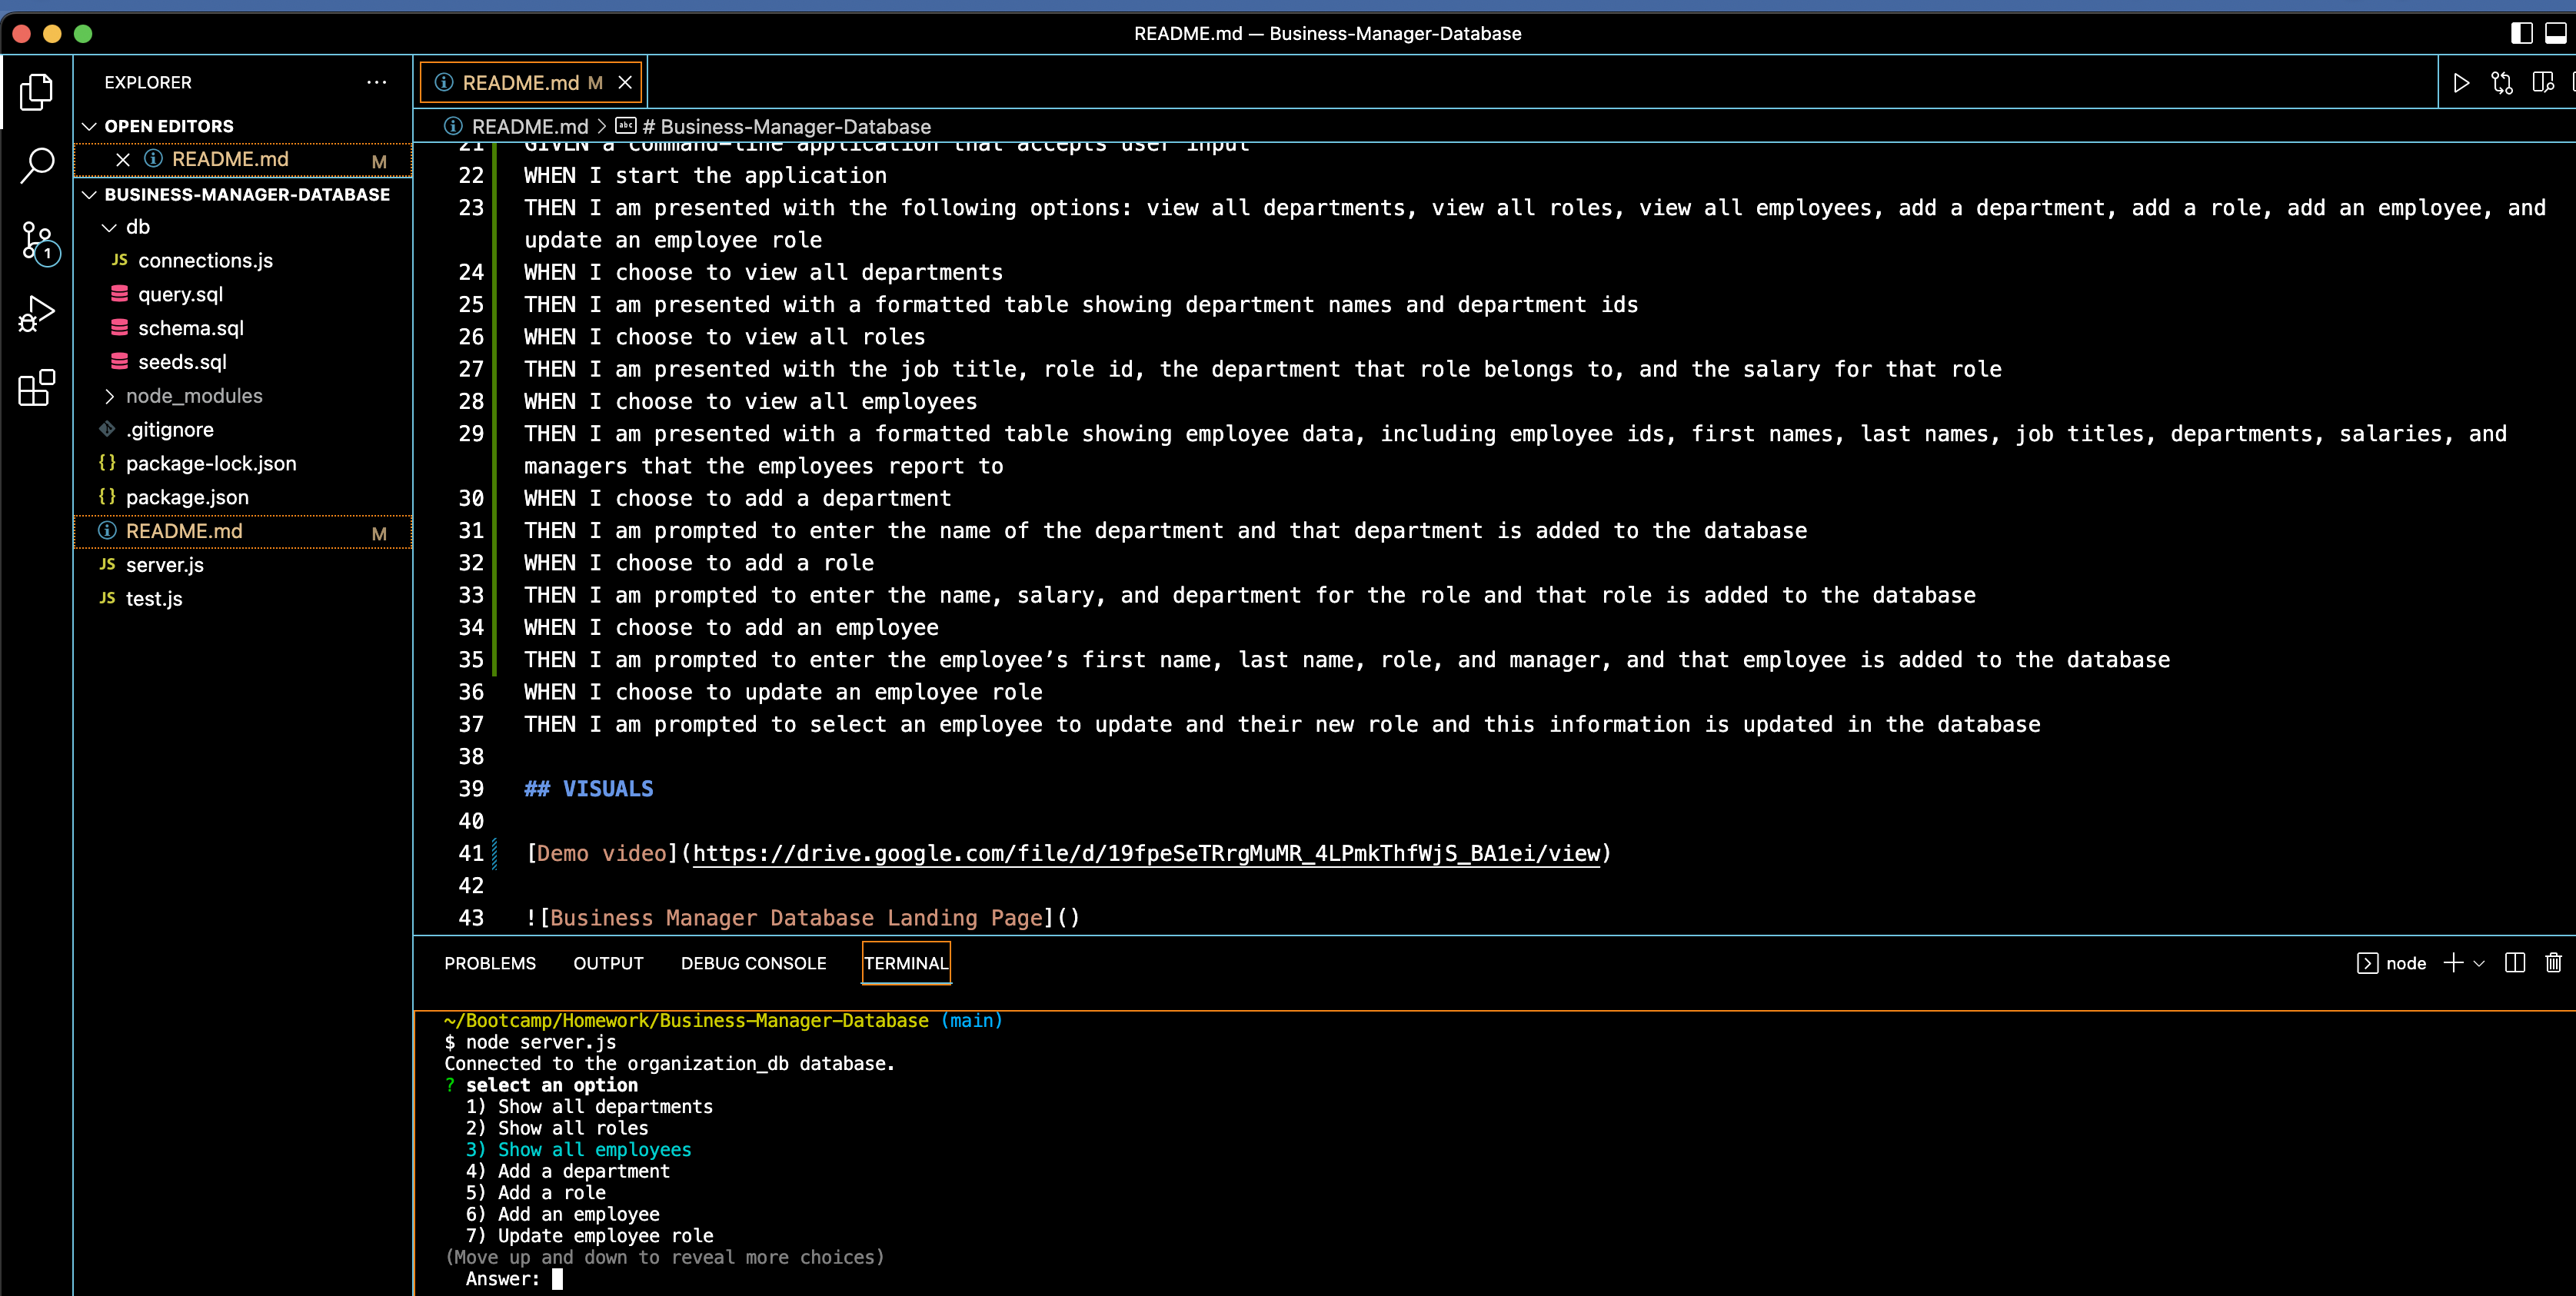 README.md — Business-Manager-Database
EXPLORER
OPEN EDITORS
README.md M
BUSINESS-MANAGER-DATABASE
db
JS connections.js
query.sql
schema.sql
seeds.sql
node_modules
.gitignore
{} package-lock.json
{} package.json
README.md M
JS server.js
JS test.js
1
README.md M
README.md > abc # Business-Manager-Database
21 GIVEN a command-line application that accepts user input
22 WHEN I start the application
23 THEN I am presented with the following options: view all departments, view all roles, view all employees, add a department, add a role, add an employee, and
update an employee role
24 WHEN I choose to view all departments
25 THEN I am presented with a formatted table showing department names and department ids
26 WHEN I choose to view all roles
27 THEN I am presented with the job title, role id, the department that role belongs to, and the salary for that role
28 WHEN I choose to view all employees
29 THEN I am presented with a formatted table showing employee data, including employee ids, first names, last names, job titles, departments, salaries, and
managers that the employees report to
30 WHEN I choose to add a department
31 THEN I am prompted to enter the name of the department and that department is added to the database
32 WHEN I choose to add a role
33 THEN I am prompted to enter the name, salary, and department for the role and that role is added to the database
34 WHEN I choose to add an employee
35 THEN I am prompted to enter the employee’s first name, last name, role, and manager, and that employee is added to the database
36 WHEN I choose to update an employee role
37 THEN I am prompted to select an employee to update and their new role and this information is updated in the database
38
39 ## VISUALS
40
41 [Demo video](https://drive.google.com/file/d/19fpeSeTRrgMuMR_4LPmkThfWjS_BA1ei/view)
42
43 ![Business Manager Database Landing Page]()
PROBLEMS OUTPUT DEBUG CONSOLE TERMINAL node
~/Bootcamp/Homework/Business-Manager-Database (main)
$ node server.js
Connected to the organization_db database.
? select an option
1) Show all departments
2) Show all roles
3) Show all employees
4) Add a department
5) Add a role
6) Add an employee
7) Update employee role
(Move up and down to reveal more choices)
Answer: